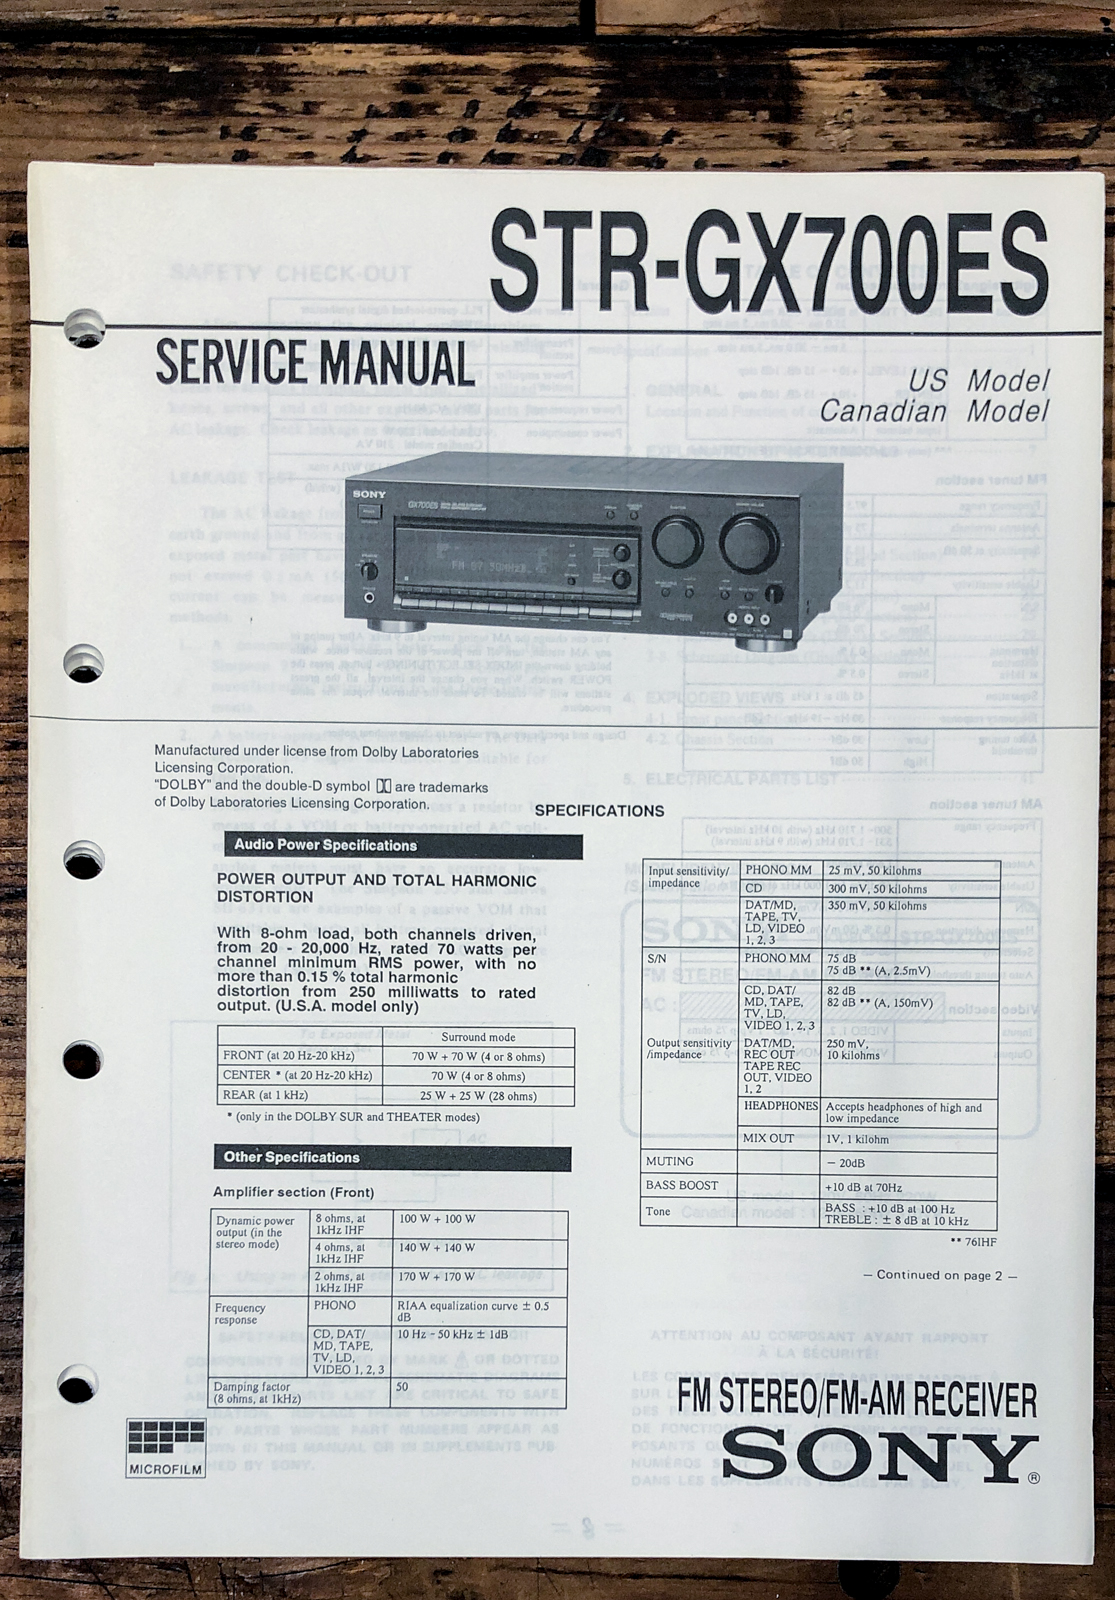 STR-GX700ES
SERVICE MANUAL
US Model
Canadian Model
SONY
GX700ES
Manufactured under license from Dolby Laboratories
Licensing Corporation.
"DOLBY" and the double-D symbol are trademarks
of Dolby Laboratories Licensing Corporation.
SPECIFICATIONS
Audio Power Specifications
POWER OUTPUT AND TOTAL HARMONIC
DISTORTION
With 8-ohm load, both channels driven,
from 20 - 20,000 Hz, rated 70 watts per
channel minimum RMS power, with no
more than 0.15 % total harmonic
distortion from 250 milliwatts to rated
output. (U.S.A. model only)
Surround mode
FRONT (at 20 Hz-20 kHz) 70 W + 70 W (4 or 8 ohms)
CENTER * (at 20 Hz-20 kHz) 70 W (4 or 8 ohms)
REAR (at 1 kHz) 25 W + 25 W (28 ohms)
* (only in the DOLBY SUR and THEATER modes)
Other Specifications
Amplifier section (Front)
Dynamic power
output (in the
stereo mode)
8 ohms, at
1kHz IHF
100 W + 100 W
4 ohms, at
1kHz IHF
140 W + 140 W
2 ohms, at
1kHz IHF
170 W + 170 W
Frequency
response
PHONO
RIAA equalization curve ± 0.5
dB
CD, DAT/
MD, TAPE,
TV, LD,
VIDEO 1, 2, 3
10 Hz - 50 kHz ± 1dB
Damping factor
(8 ohms, at 1kHz)
50
Input sensitivity/
impedance
PHONO MM 25 mV, 50 kilohms
CD 300 mV, 50 kilohms
DAT/MD,
TAPE, TV,
LD, VIDEO
1, 2, 3
350 mV, 50 kilohms
S/N
PHONO MM
75 dB
75 dB ** (A, 2.5mV)
CD, DAT/
MD, TAPE,
TV, LD,
VIDEO 1, 2, 3
82 dB
82 dB ** (A, 150mV)
Output sensitivity
/impedance
DAT/MD,
REC OUT
TAPE REC
OUT, VIDEO
1, 2
250 mV,
10 kilohms
HEADPHONES
Accepts headphones of high and
low impedance
MIX OUT 1V, 1 kilohm
MUTING – 20dB
BASS BOOST +10 dB at 70Hz
Tone
BASS : +10 dB at 100 Hz
TREBLE : ± 8 dB at 10 kHz
** 76IHF
– Continued on page 2 –
MICROFILM
FM STEREO/FM-AM RECEIVER
SONY®